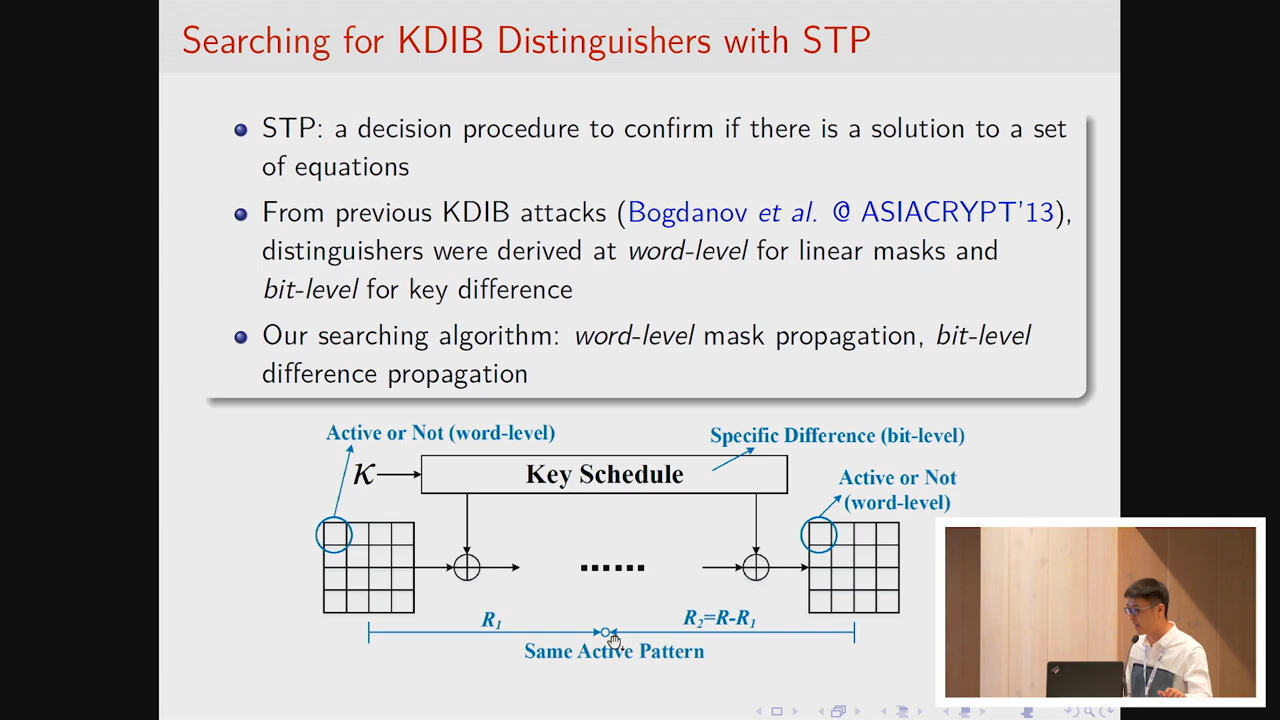 Searching for KDIB Distinguishers with STP
STP: a decision procedure to confirm if there is a solution to a set
of equations
From previous KDIB attacks (Bogdanov et al. @ ASIACRYPT'13),
distinguishers were derived at word-level for linear masks and
bit-level for key difference
Our searching algorithm: word-level mask propagation, bit-level
difference propagation
Active or Not (word-level)
Specific Difference (bit-level)
κ
Key Schedule
Active or Not
(word-level)
R1
R2=R-R1
Same Active Pattern